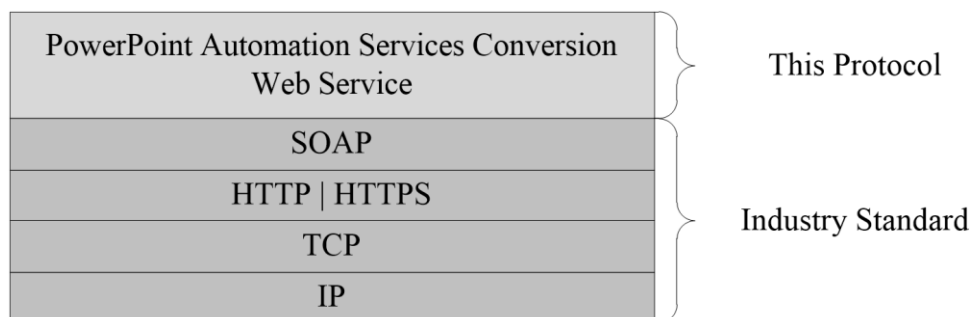 PowerPoint Automation Services Conversion
Web Service
This Protocol
SOAP
HTTP | HTTPS
TCP
IP
Industry Standard